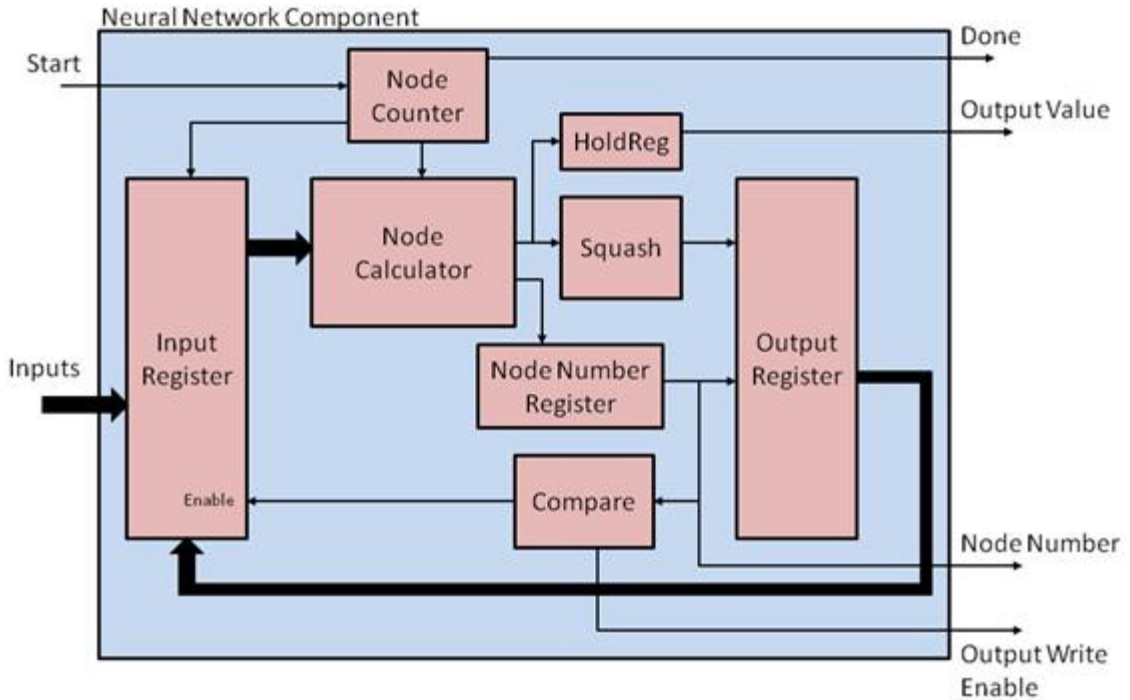 Neural Network Component
Start
Done
Node
Counter
Output Value
HoldReg
Node
Calculator
Squash
Input
Register
Inputs
Node Number
Register
Output
Register
Enable
Compare
Node Number
Output Write
Enable